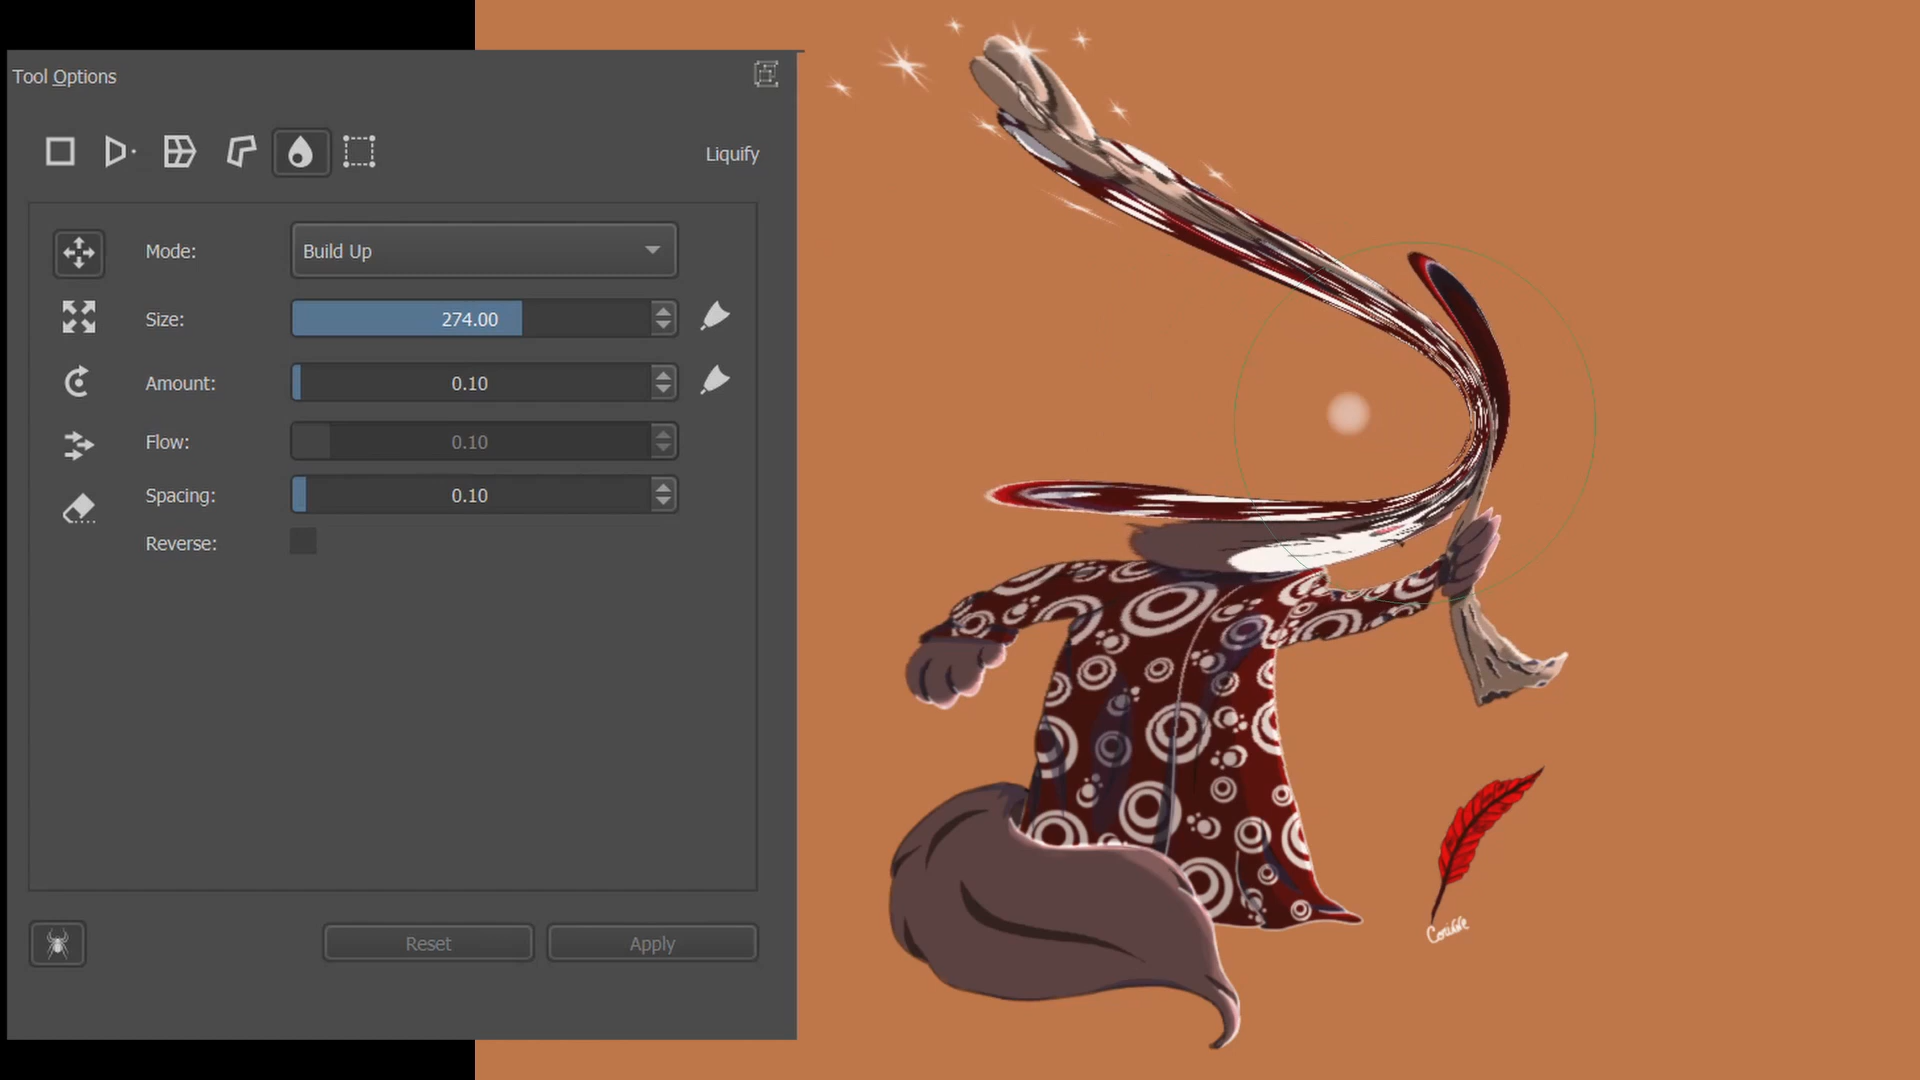 Tool Options
Liquify
Mode:
Build Up
Size:
274.00
Amount:
0.10
Flow:
0.10
Spacing:
0.10
Reverse:
Reset
Apply